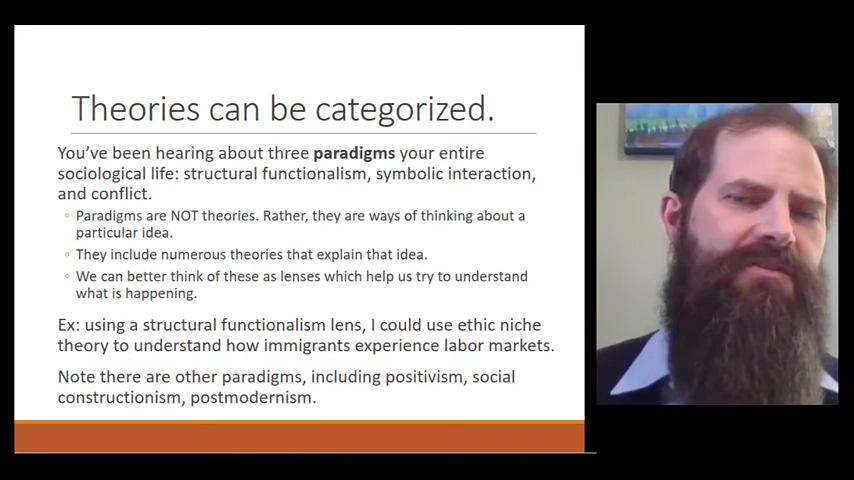 Theories can be categorized.
You’ve been hearing about three paradigms your entire
sociological life: structural functionalism, symbolic interaction,
and conflict.
◦ Paradigms are NOT theories. Rather, they are ways of thinking about a
particular idea.
◦ They include numerous theories that explain that idea.
◦ We can better think of these as lenses which help us try to understand
what is happening.
Ex: using a structural functionalism lens, I could use ethic niche
theory to understand how immigrants experience labor markets.
Note there are other paradigms, including positivism, social
constructionism, postmodernism.